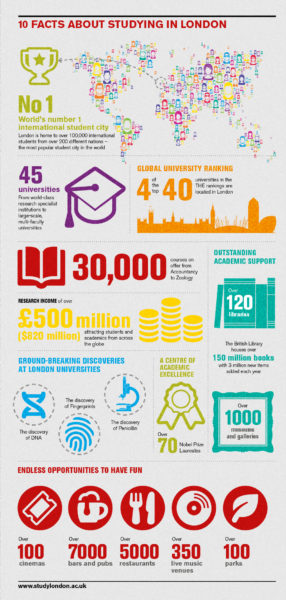 10 FACTS ABOUT STUDYING IN LONDON
No 1
World's number 1
international student city
London is home to over 100,000 international
students from over 200 different nations –
the most popular student city in the world
45
universities
From world-class
research specialist
institutions to
large-scale,
multi-faculty
universities
GLOBAL UNIVERSITY RANKING
4 of the top 40
universities in the
THE rankings are
located in London
30,000
courses on
offer from
Accountancy
to Zoology
OUTSTANDING
ACADEMIC SUPPORT
Over
120
libraries
The British Library
houses over
150 million books
with 3 million new items
added each year
RESEARCH INCOME of over
£500 million
($820 million)
attracting students and
academics from across
the globe
GROUND-BREAKING DISCOVERIES
AT LONDON UNIVERSITIES
The discovery
of DNA
The discovery
of Fingerprints
The discovery
of Penicillin
A CENTRE OF
ACADEMIC
EXCELLENCE
Over
70 Nobel Prize
Laureates
Over
1000
museums
and galleries
ENDLESS OPPORTUNITIES TO HAVE FUN
Over
100
cinemas
Over
7000
bars and pubs
Over
5000
restaurants
Over
350
live music
venues
Over
100
parks
www.studylondon.ac.uk